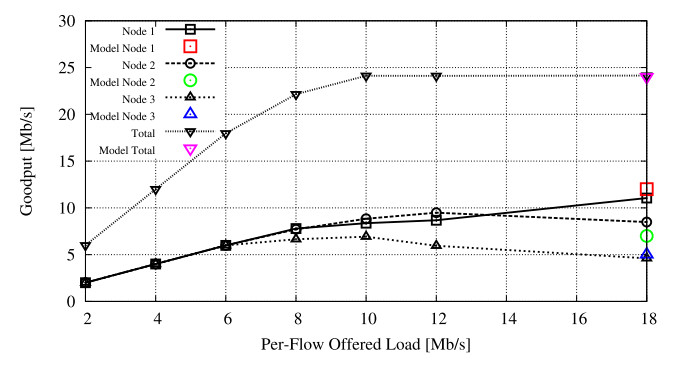 30
25
20
15
10
5
0
Goodput [Mb/s]
Node 1
Model Node 1
Node 2
Model Node 2
Node 3
Model Node 3
Total
Model Total
2 4 6 8 10 12 14 16 18
Per-Flow Offered Load [Mb/s]